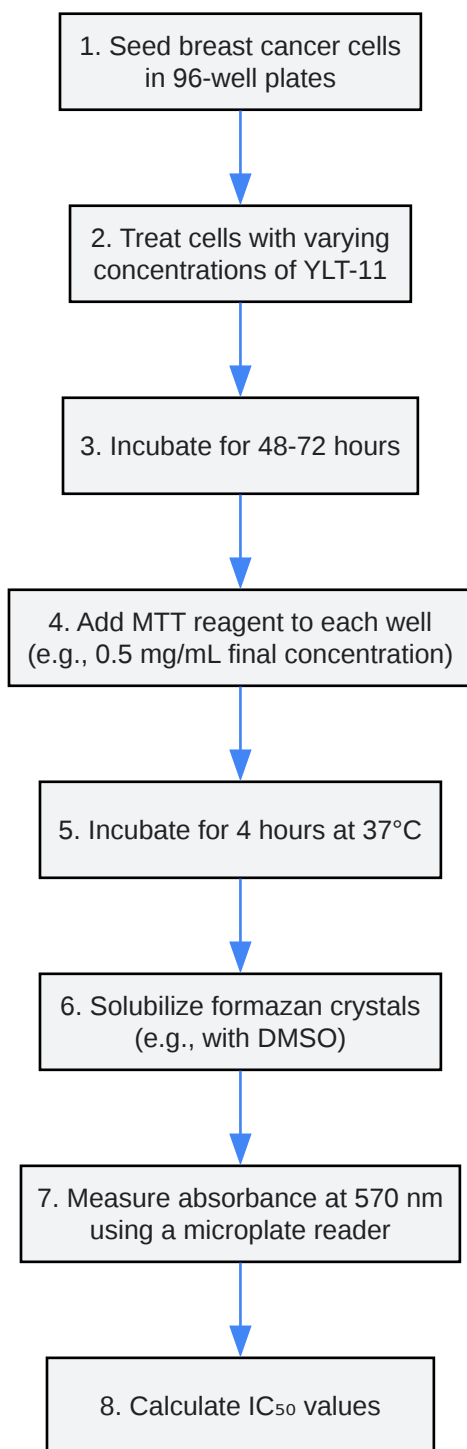 1. Seed breast cancer cells
in 96-well plates
2. Treat cells with varying
concentrations of YLT-11
3. Incubate for 48-72 hours
4. Add MTT reagent to each well
(e.g., 0.5 mg/mL final concentration)
5. Incubate for 4 hours at 37°C
6. Solubilize formazan crystals
(e.g., with DMSO)
7. Measure absorbance at 570 nm
using a microplate reader
8. Calculate IC₅₀ values